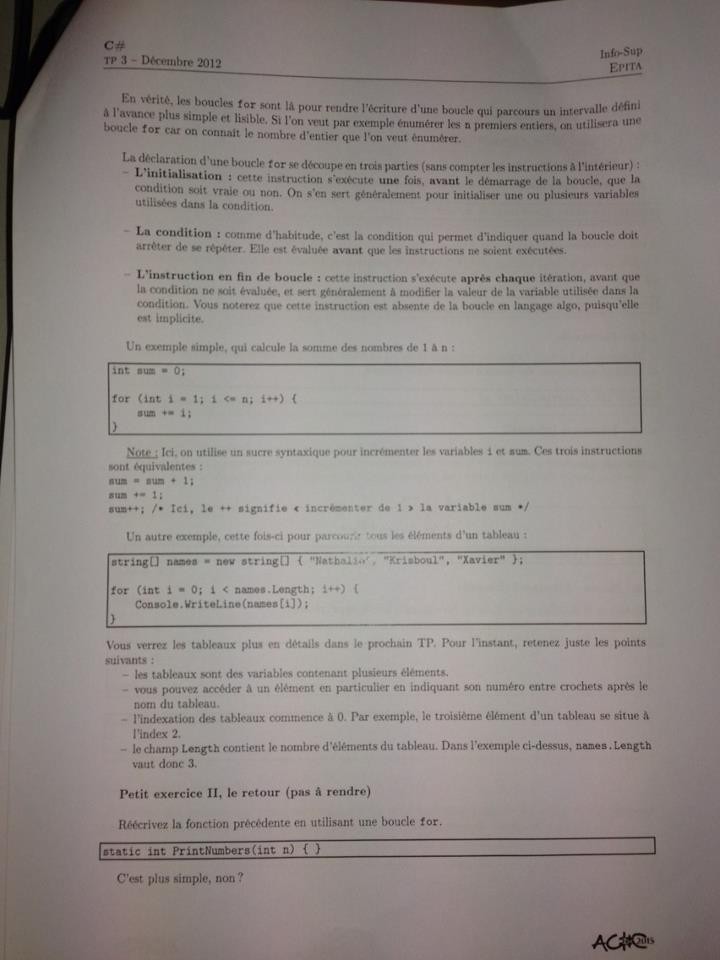 C#
TP 3 – Décembre 2012
Info-Sup
EPITA
En vérité, les boucles for sont là pour rendre l'écriture d'une boucle qui parcours un intervalle défini
à l'avance plus simple et lisible. Si l'on veut par exemple énumérer les n premiers entiers, on utilisera une
boucle for car on connait le nombre d'entier que l'on veut énumérer.
La déclaration d'une boucle for se découpe en trois parties (sans compter les instructions à l'intérieur) :
– L'initialisation : cette instruction s'exécute une fois, avant le démarrage de la boucle, que la
condition soit vraie ou non. On s'en sert généralement pour initialiser une ou plusieurs variables
utilisées dans la condition.
– La condition : comme d'habitude, c'est la condition qui permet d'indiquer quand la boucle doit
arrêter de se répéter. Elle est évaluée avant que les instructions ne soient exécutées.
– L'instruction en fin de boucle : cette instruction s'exécute après chaque itération, avant que
la condition ne soit évaluée, et sert généralement à modifier la valeur de la variable utilisée dans la
condition. Vous noterez que cette instruction est absente de la boucle en langage algo, puisqu'elle
est implicite.
Un exemple simple, qui calcule la somme des nombres de 1 à n :
int sum = 0;
for (int i = 1; i <= n; i++) {
sum += i;
}
Note : Ici, on utilise un sucre syntaxique pour incrémenter les variables i et sum. Ces trois instructions
sont équivalentes :
sum = sum + 1;
sum += 1;
sum++; /* Ici, le ++ signifie « incrémenter de 1 » la variable sum */
Un autre exemple, cette fois-ci pour parcourir tous les éléments d'un tableau :
string[] names = new string[] { "Nathalie", "Krisboul", "Xavier" };
for (int i = 0; i < names.Length; i++) {
Console.WriteLine(names[i]);
}
Vous verrez les tableaux plus en détails dans le prochain TP. Pour l'instant, retenez juste les points
suivants :
– les tableaux sont des variables contenant plusieurs éléments.
– vous pouvez accéder à un élément en particulier en indiquant son numéro entre crochets après le
nom du tableau.
– l'indexation des tableaux commence à 0. Par exemple, le troisième élément d'un tableau se situe à
l'index 2.
– le champ Length contient le nombre d'éléments du tableau. Dans l'exemple ci-dessus, names.Length
vaut donc 3.
Petit exercice II, le retour (pas à rendre)
Réécrivez la fonction précédente en utilisant une boucle for.
static int PrintNumbers(int n) { }
C'est plus simple, non ?
AC#C 2015